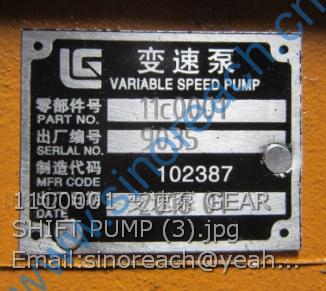 LG
变速泵
VARIABLE SPEED PUMP
零部件号 11C0001
PART NO.
出厂编号
SERIAL NO.
制造代码 102387
MFR CODE
DATE
11C0001 变速泵 GEAR
SHIFT PUMP (3).jpg
Email:sinoreach@yeah...